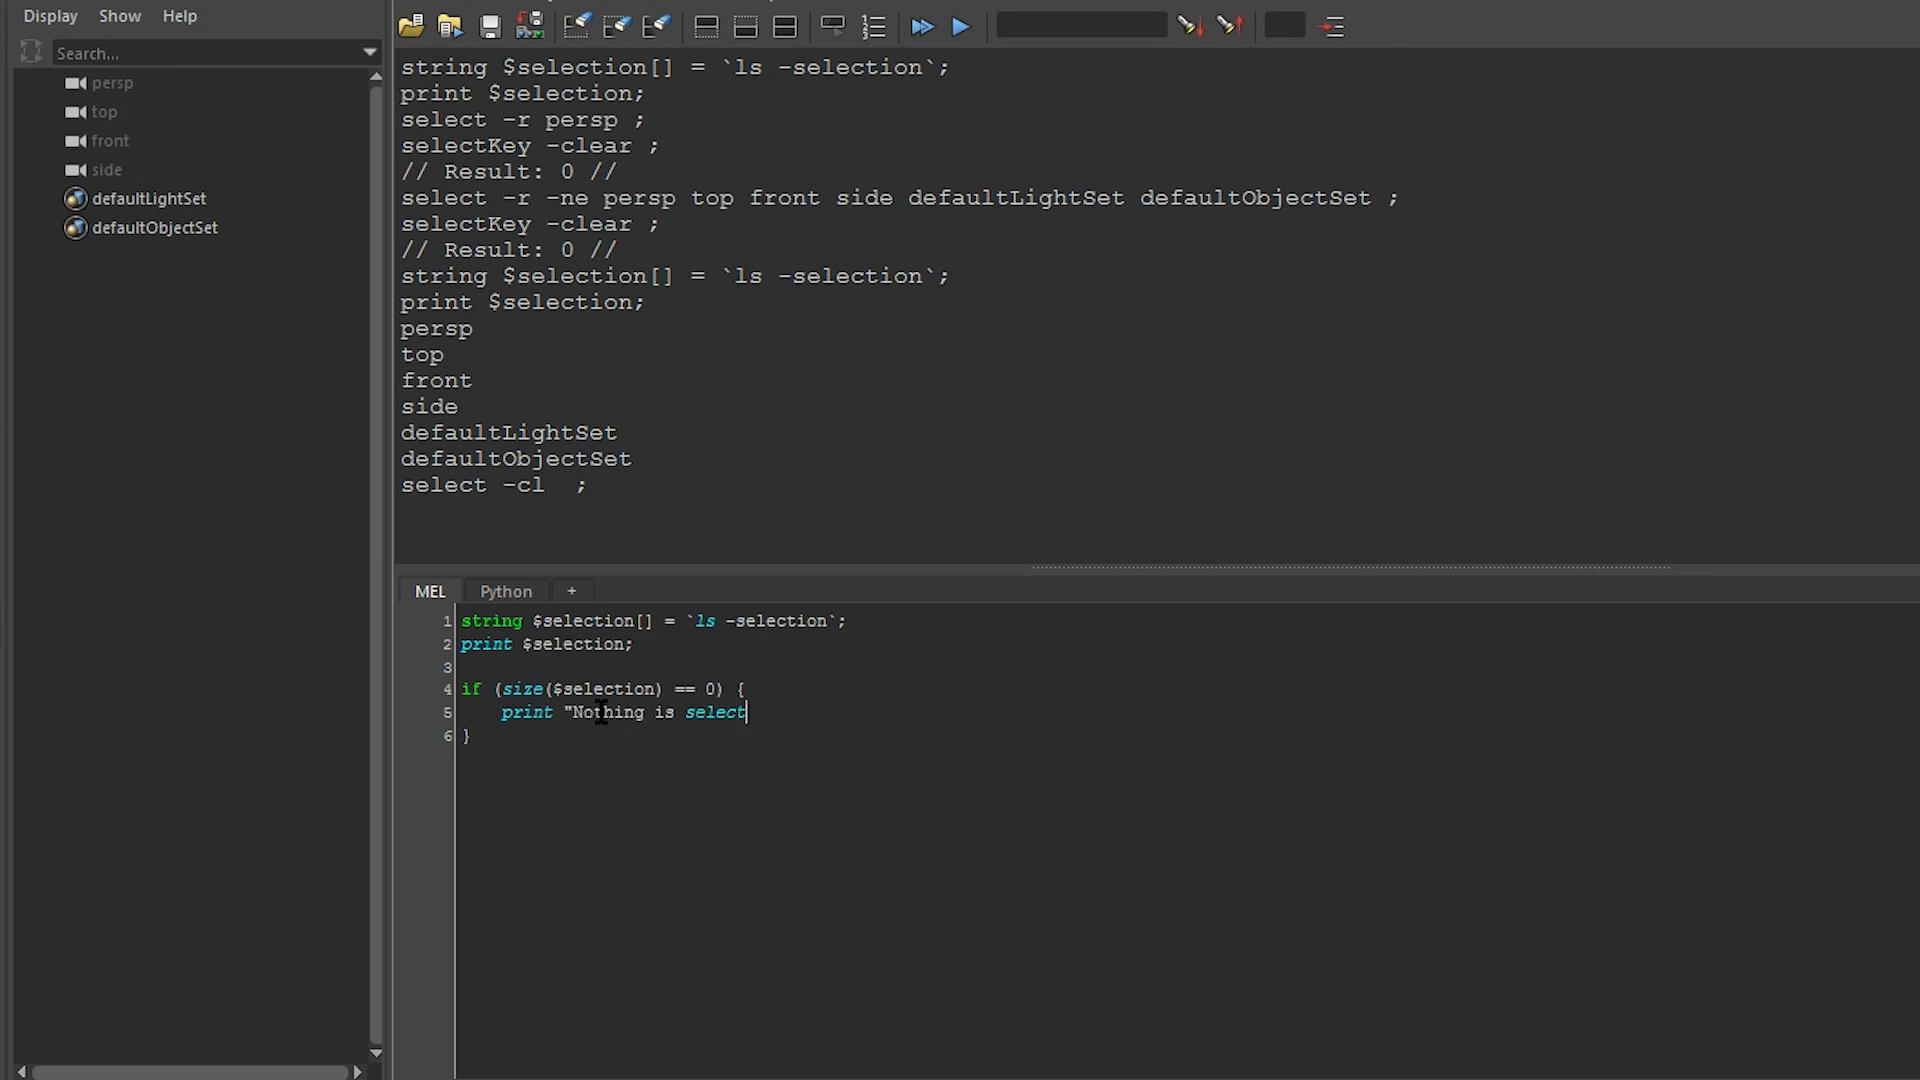 Display Show Help
Search...
persp
top
front
side
defaultLightSet
defaultObjectSet
string $selection[] = `ls -selection`;
print $selection;
select -r persp ;
selectKey -clear ;
// Result: 0 //
select -r -ne persp top front side defaultLightSet defaultObjectSet ;
selectKey -clear ;
// Result: 0 //
string $selection[] = `ls -selection`;
print $selection;
persp
top
front
side
defaultLightSet
defaultObjectSet
select -cl  ;
MEL Python +
1 string $selection[] = `ls -selection`;
2 print $selection;
3
4 if (size($selection) == 0) {
5     print "Nothing is select
6 }